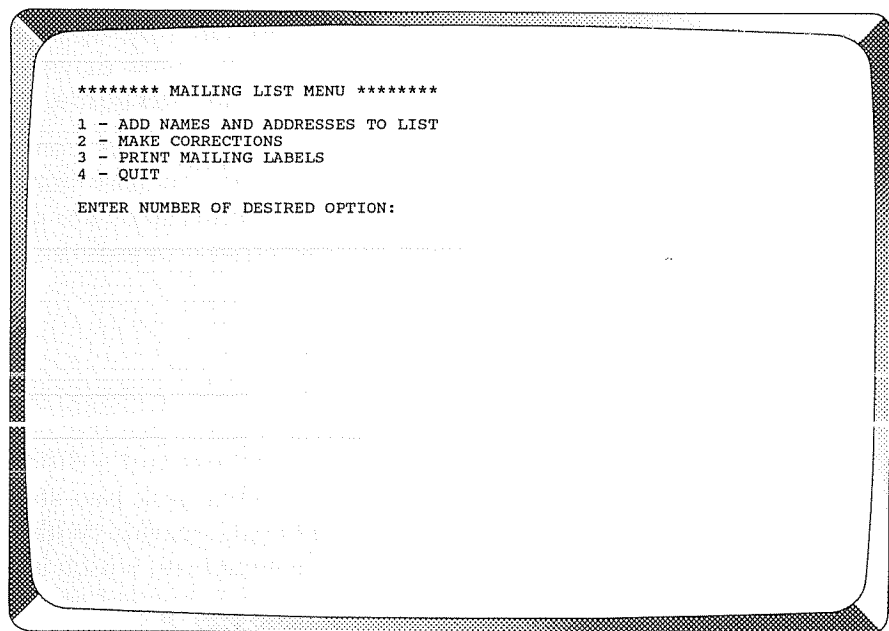 ******** MAILING LIST MENU ********
1 - ADD NAMES AND ADDRESSES TO LIST
2 - MAKE CORRECTIONS
3 - PRINT MAILING LABELS
4 - QUIT
ENTER NUMBER OF DESIRED OPTION: